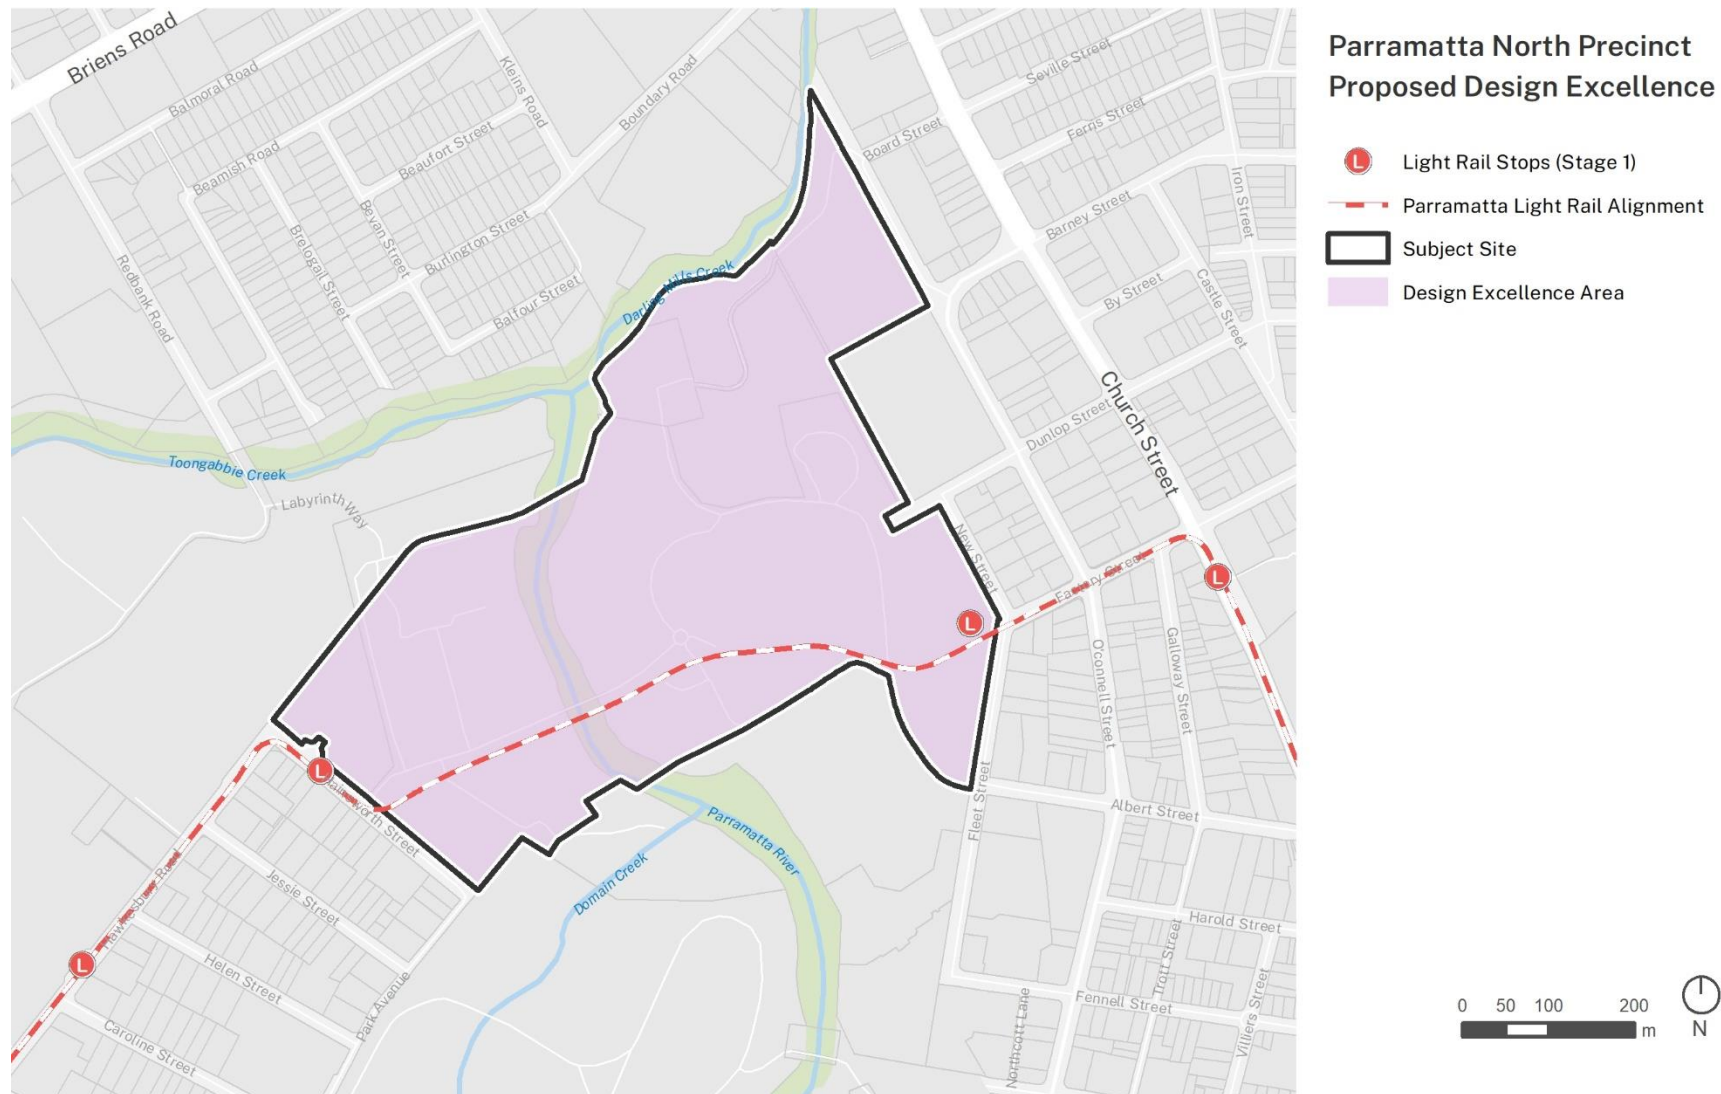 Parramatta North Precinct
Proposed Design Excellence
L Light Rail Stops (Stage 1)
Parramatta Light Rail Alignment
Subject Site
Design Excellence Area
Briens Road
Balmoral Road
Kleins Road
Boundary Road
Seville Street
Ferris Street
Board Street
Beaufort Street
Beamish Road
Iron Street
Bevan Street
Barney Street
Burlington Street
Brelogail Street
Redbank Road
Darling Mills Creek
By Street
Castle Street
Balfour Street
Church Street
Dunlop Street
Toongabbie Creek
Labyrinth Way
New Street
Factory Street
L
L
O'connell Street
Galloway Street
L
Street
Fleet Street
Albert Street
Parramatta River
Domain Creek
Hawkesbury Road
Jessie Street
Harold Street
Trott Street
L
Helen Street
Park Avenue
Fennell Street
Northcott Lane
Villiers Street
Caroline Street
0 50 100 200
m
N